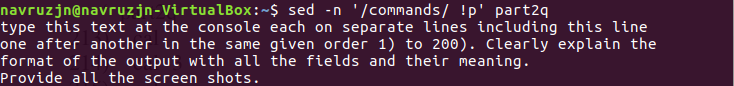 navruzjn@navruzjn-VirtualBox:~$ sed -n '/commands/ !p' part2q
type this text at the console each on separate lines including this line
one after another in the same given order 1) to 200). Clearly explain the
format of the output with all the fields and their meaning.
Provide all the screen shots.